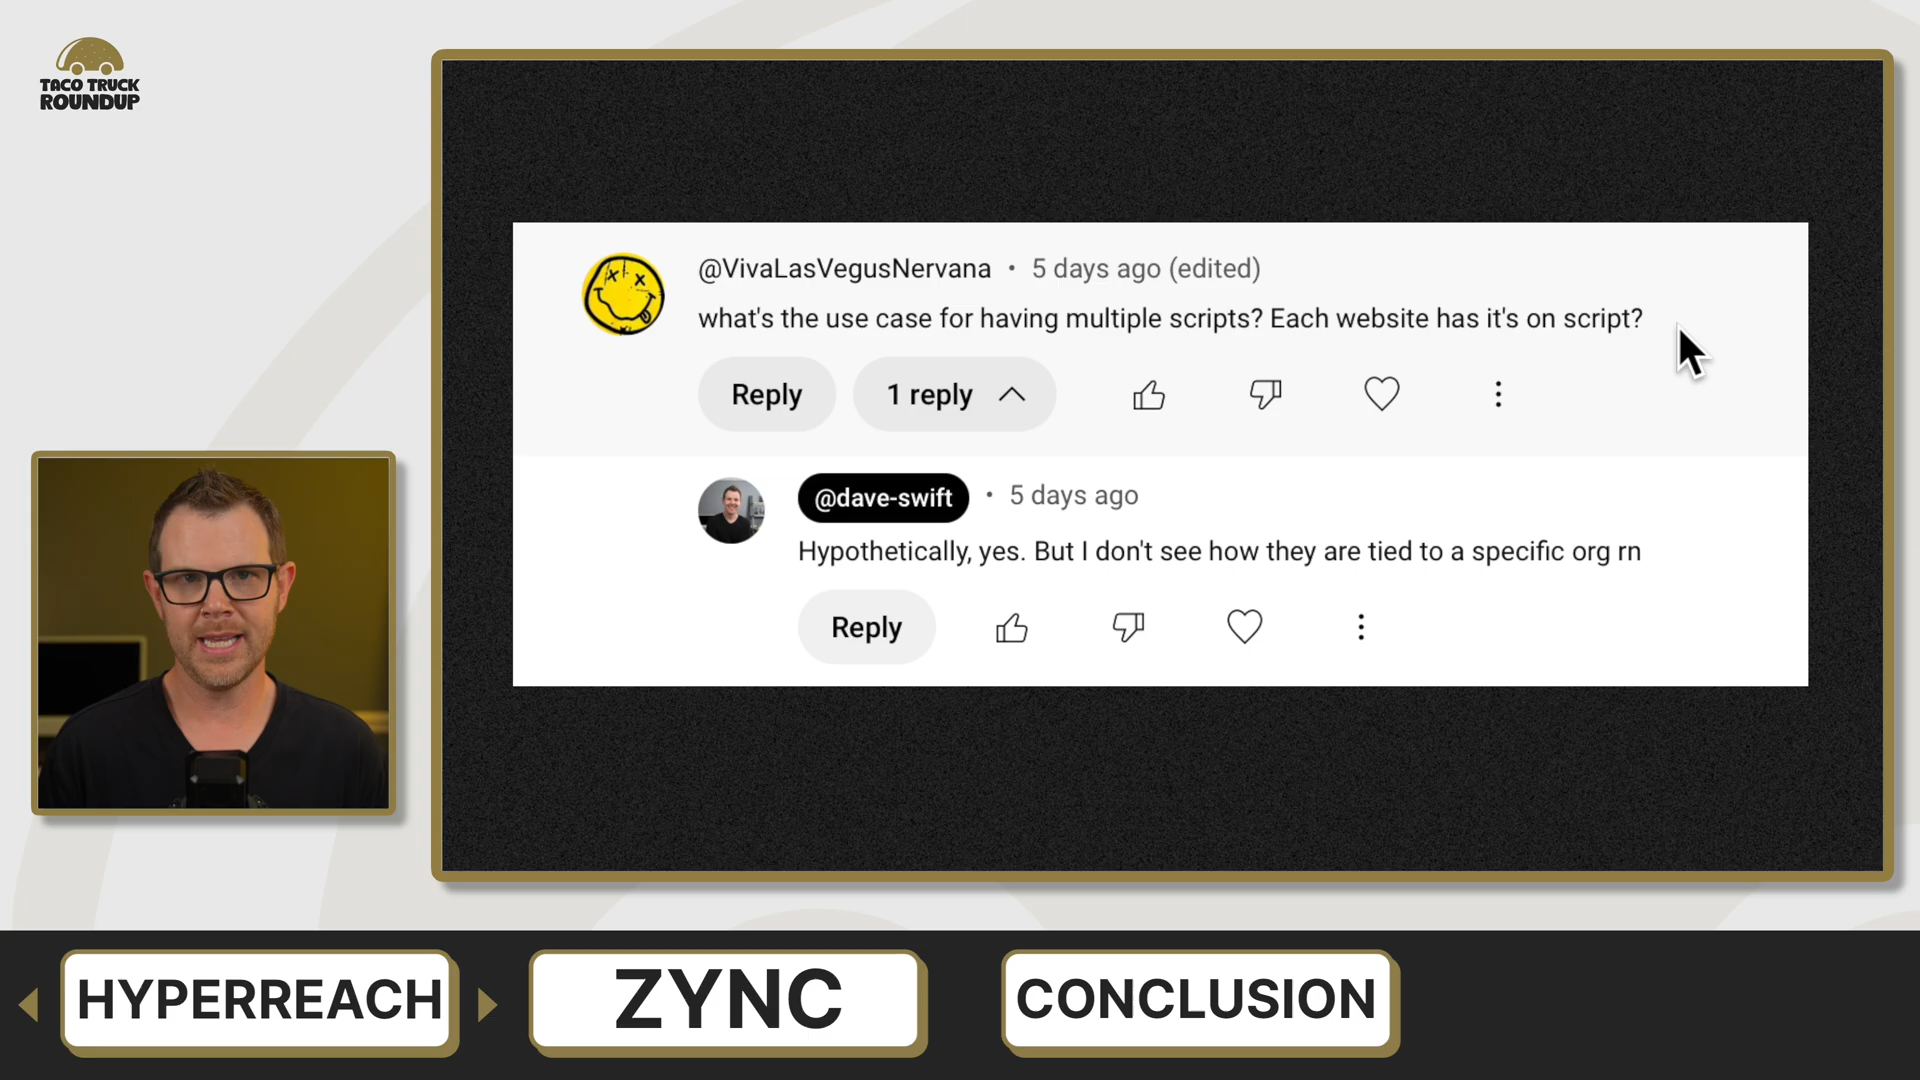 TACO TRUCK
ROUNDUP
@VivaLasVegusNervana • 5 days ago (edited)
what's the use case for having multiple scripts? Each website has it's on script?
Reply
1 reply
@dave-swift • 5 days ago
Hypothetically, yes. But I don't see how they are tied to a specific org rn
Reply
HYPERREACH
ZYNC
CONCLUSION